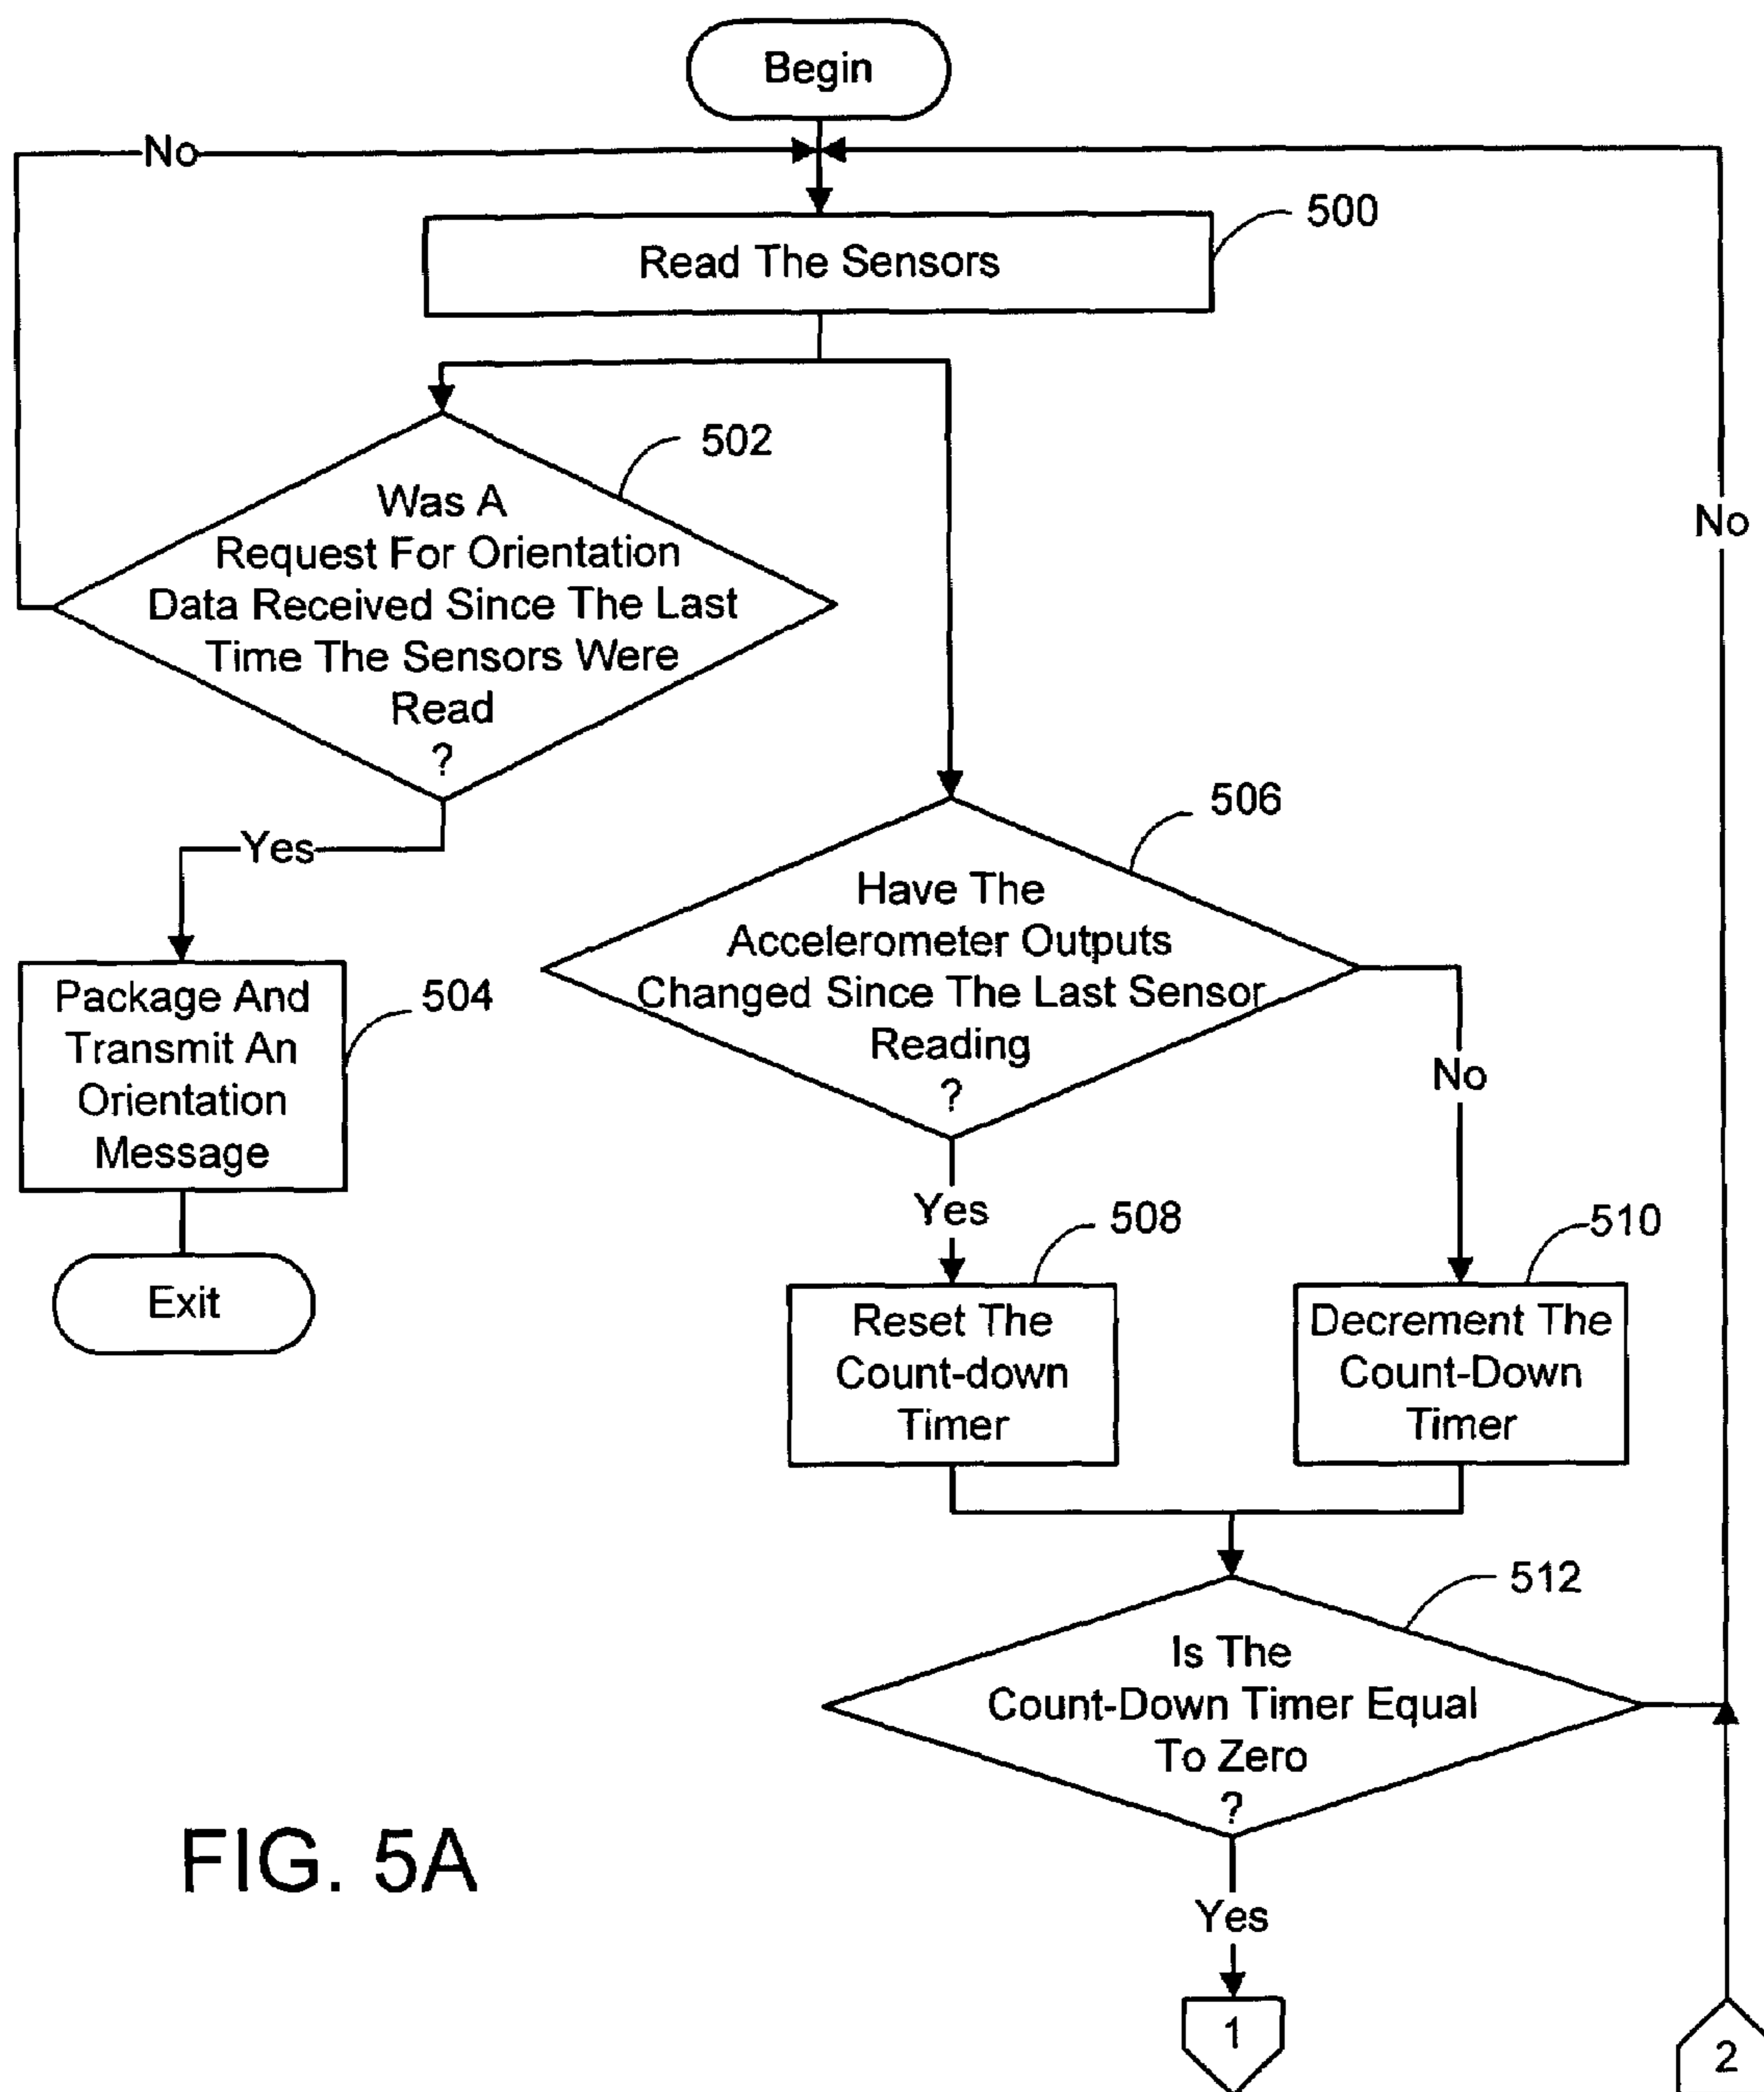 Begin
No
500
Read The Sensors
502
Was A
Request For Orientation
Data Received Since The Last
Time The Sensors Were
Read
?
No
Yes
506
Have The
Accelerometer Outputs
Changed Since The Last Sensor
Reading
?
504
Package And
Transmit An
Orientation
Message
No
Yes
508
510
Exit
Reset The
Count-down
Timer
Decrement The
Count-Down
Timer
512
Is The
Count-Down Timer Equal
To Zero
?
FIG. 5A
Yes
1
2